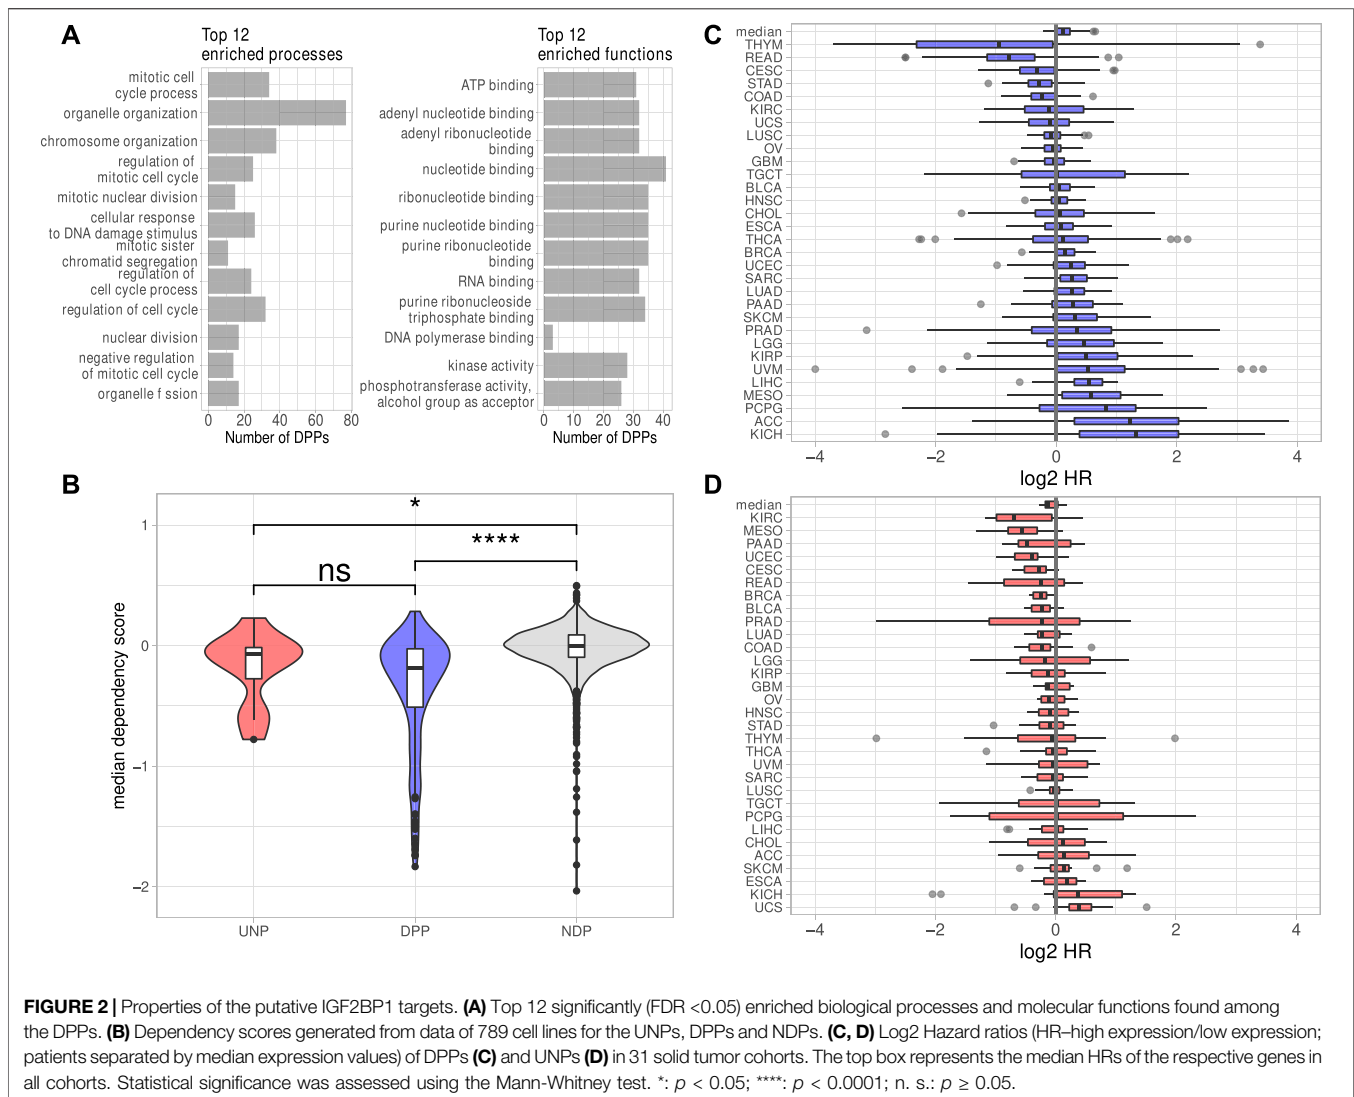 A
Top 12
enriched processes
mitotic cell
cycle process
organelle organization
chromosome organization
regulation of
mitotic cell cycle
mitotic nuclear division
cellular response
to DNA damage stimulus
mitotic sister
chromatid segregation
regulation of
cell cycle process
regulation of cell cycle
nuclear division
negative regulation
of mitotic cell cycle
organelle f ssion
0 20 40 60 80
Number of DPPs
Top 12
enriched functions
ATP binding
adenyl nucleotide binding
adenyl ribonucleotide
binding
nucleotide binding
ribonucleotide binding
purine nucleotide binding
purine ribonucleotide
binding
RNA binding
purine ribonucleoside
triphosphate binding
DNA polymerase binding
kinase activity
phosphotransferase activity,
alcohol group as acceptor
0 10 20 30 40
Number of DPPs
B
median dependency score
1
0
−1
−2
*
****
ns
UNP DPP NDP
C
median
THYM
READ
CESC
STAD
COAD
KIRC
UCS
LUSC
OV
GBM
TGCT
BLCA
HNSC
CHOL
ESCA
THCA
BRCA
UCEC
SARC
LUAD
PAAD
SKCM
PRAD
LGG
KIRP
UVM
LIHC
MESO
PCPG
ACC
KICH
−4 −2 0 2 4
log2 HR
D
median
KIRC
MESO
PAAD
UCEC
CESC
READ
BRCA
BLCA
PRAD
LUAD
COAD
LGG
KIRP
GBM
OV
HNSC
STAD
THYM
THCA
UVM
SARC
LUSC
TGCT
PCPG
LIHC
CHOL
ACC
SKCM
ESCA
KICH
UCS
−4 −2 0 2 4
log2 HR
FIGURE 2 | Properties of the putative IGF2BP1 targets. (A) Top 12 significantly (FDR <0.05) enriched biological processes and molecular functions found among
the DPPs. (B) Dependency scores generated from data of 789 cell lines for the UNPs, DPPs and NDPs. (C, D) Log2 Hazard ratios (HR–high expression/low expression;
patients separated by median expression values) of DPPs (C) and UNPs (D) in 31 solid tumor cohorts. The top box represents the median HRs of the respective genes in
all cohorts. Statistical significance was assessed using the Mann-Whitney test. *: p < 0.05; ****: p < 0.0001; n. s.: p ≥ 0.05.